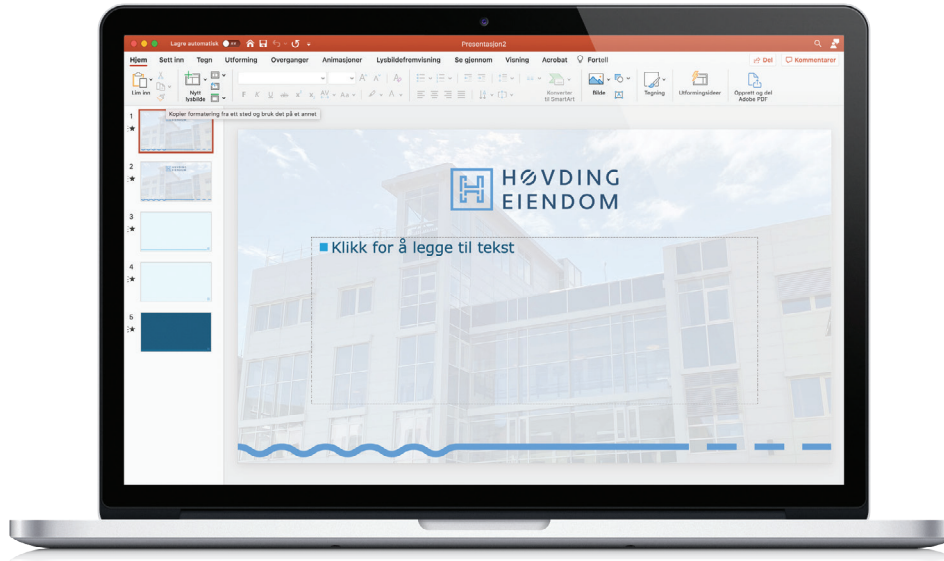 Lagre automatisk
Presentasjon2
Hjem Sett inn Tegn Utforming Overganger Animasjoner Lysbildefremvisning Se gjennom Visning Acrobat Fortell
Del Kommentarer
Lim inn
Nytt
lysbilde
F K U
Konverter
til SmartArt
Bilde
Tegning
Utformingsideer
Opprett og del
Adobe PDF
Kopier formatering fra ett sted og bruk det på et annet
1
2
3
4
HØVDING
EIENDOM
Klikk for å legge til tekst